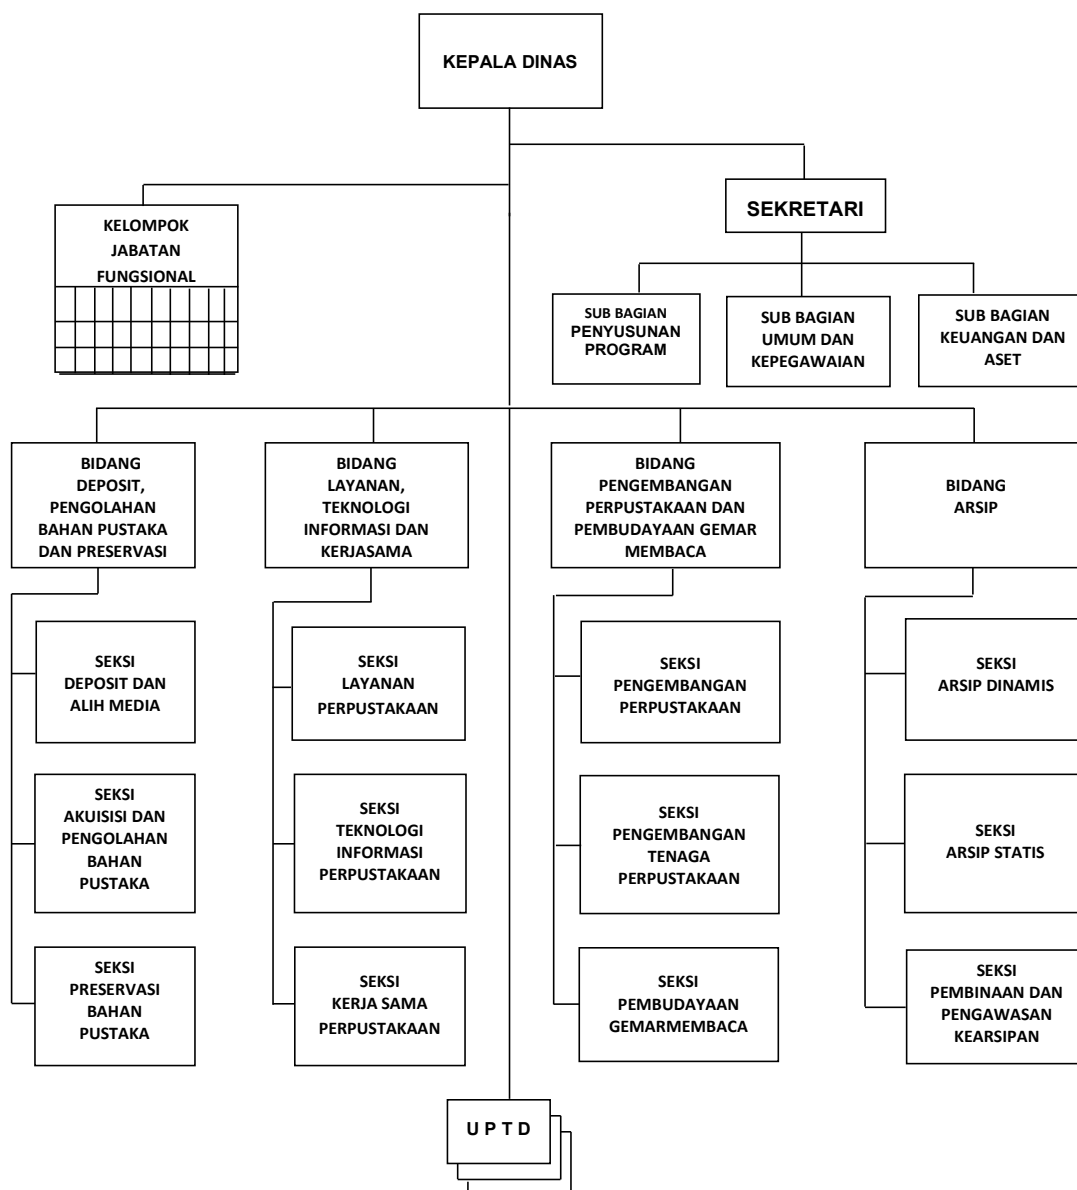 KEPALA DINAS
SEKRETARI
KELOMPOK
JABATAN
FUNGSIONAL
SUB BAGIAN
PENYUSUNAN
PROGRAM
SUB BAGIAN
UMUM DAN
KEPEGAWAIAN
SUB BAGIAN
KEUANGAN DAN
ASET
BIDANG
DEPOSIT,
PENGOLAHAN
BAHAN PUSTAKA
DAN PRESERVASI
BIDANG
LAYANAN,
TEKNOLOGI
INFORMASI DAN
KERJASAMA
BIDANG
PENGEMBANGAN
PERPUSTAKAAN DAN
PEMBUDAYAAN GEMAR
MEMBACA
BIDANG
ARSIP
SEKSI
DEPOSIT DAN
ALIH MEDIA
SEKSI
LAYANAN
PERPUSTAKAAN
SEKSI
PENGEMBANGAN
PERPUSTAKAAN
SEKSI
ARSIP DINAMIS
SEKSI
AKUISISI DAN
PENGOLAHAN
BAHAN
PUSTAKA
SEKSI
TEKNOLOGI
INFORMASI
PERPUSTAKAAN
SEKSI
PENGEMBANGAN
TENAGA
PERPUSTAKAAN
SEKSI
ARSIP STATIS
SEKSI
PRESERVASI
BAHAN
PUSTAKA
SEKSI
KERJA SAMA
PERPUSTAKAAN
SEKSI
PEMBUDAYAAN
GEMARMEMBACA
SEKSI
PEMBINAAN DAN
PENGAWASAN
KEARSIPAN
U P T D